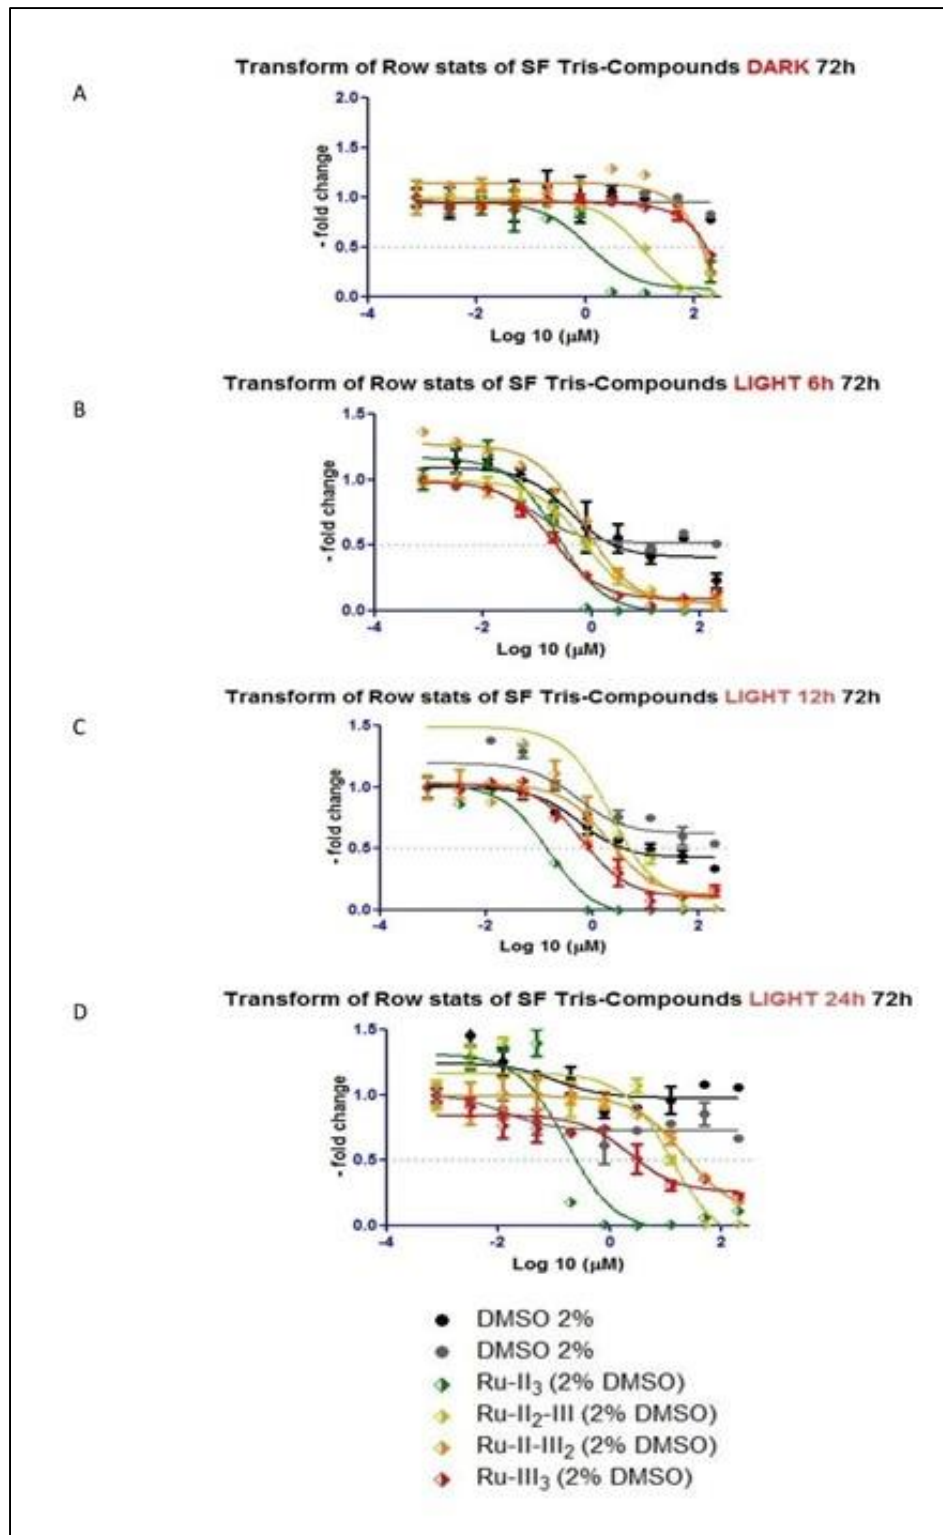 A
Transform of Row stats of SF Tris-Compounds DARK 72h
2.0
1.5
1.0
0.5
0.0
- fold change
-4 -2 0 2
Log 10 (µM)
B
Transform of Row stats of SF Tris-Compounds LIGHT 6h 72h
1.5
1.0
0.5
0.0
- fold change
-4 -2 0 2
Log 10 (µM)
C
Transform of Row stats of SF Tris-Compounds LIGHT 12h 72h
1.5
1.0
0.5
0.0
- fold change
-4 -2 0 2
Log 10 (µM)
D
Transform of Row stats of SF Tris-Compounds LIGHT 24h 72h
1.5
1.0
0.5
0.0
- fold change
-4 -2 0 2
Log 10 (µM)
DMSO 2%
DMSO 2%
Ru-II₃ (2% DMSO)
Ru-II₂-III (2% DMSO)
Ru-II-III₂ (2% DMSO)
Ru-III₃ (2% DMSO)